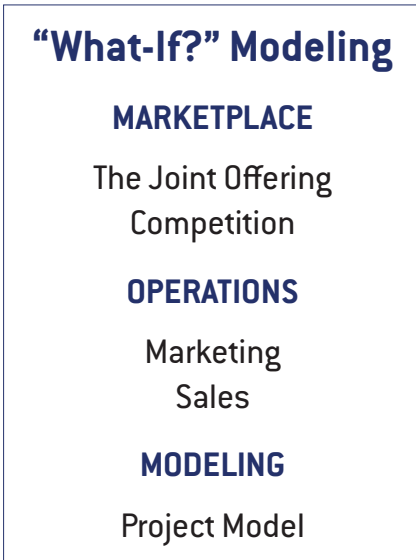 “What-If?” Modeling
MARKETPLACE
The Joint Offering
Competition
OPERATIONS
Marketing
Sales
MODELING
Project Model